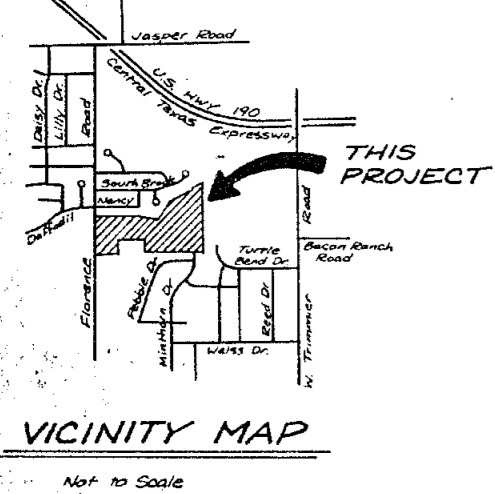 Jasper Road
U.S. HWY 190
Central Texas Expressway
Daisy Dr.
Lilly Dr.
Road
THIS
PROJECT
South Brook
Nancy
Daffodil
Road
Turtle
Bend Dr.
Bacon Ranch
Road
Florence
Pebble Dr
Minthorn Dr
Reed Dr
Weiss Dr.
W. Trimmier
VICINITY MAP
Not to Scale